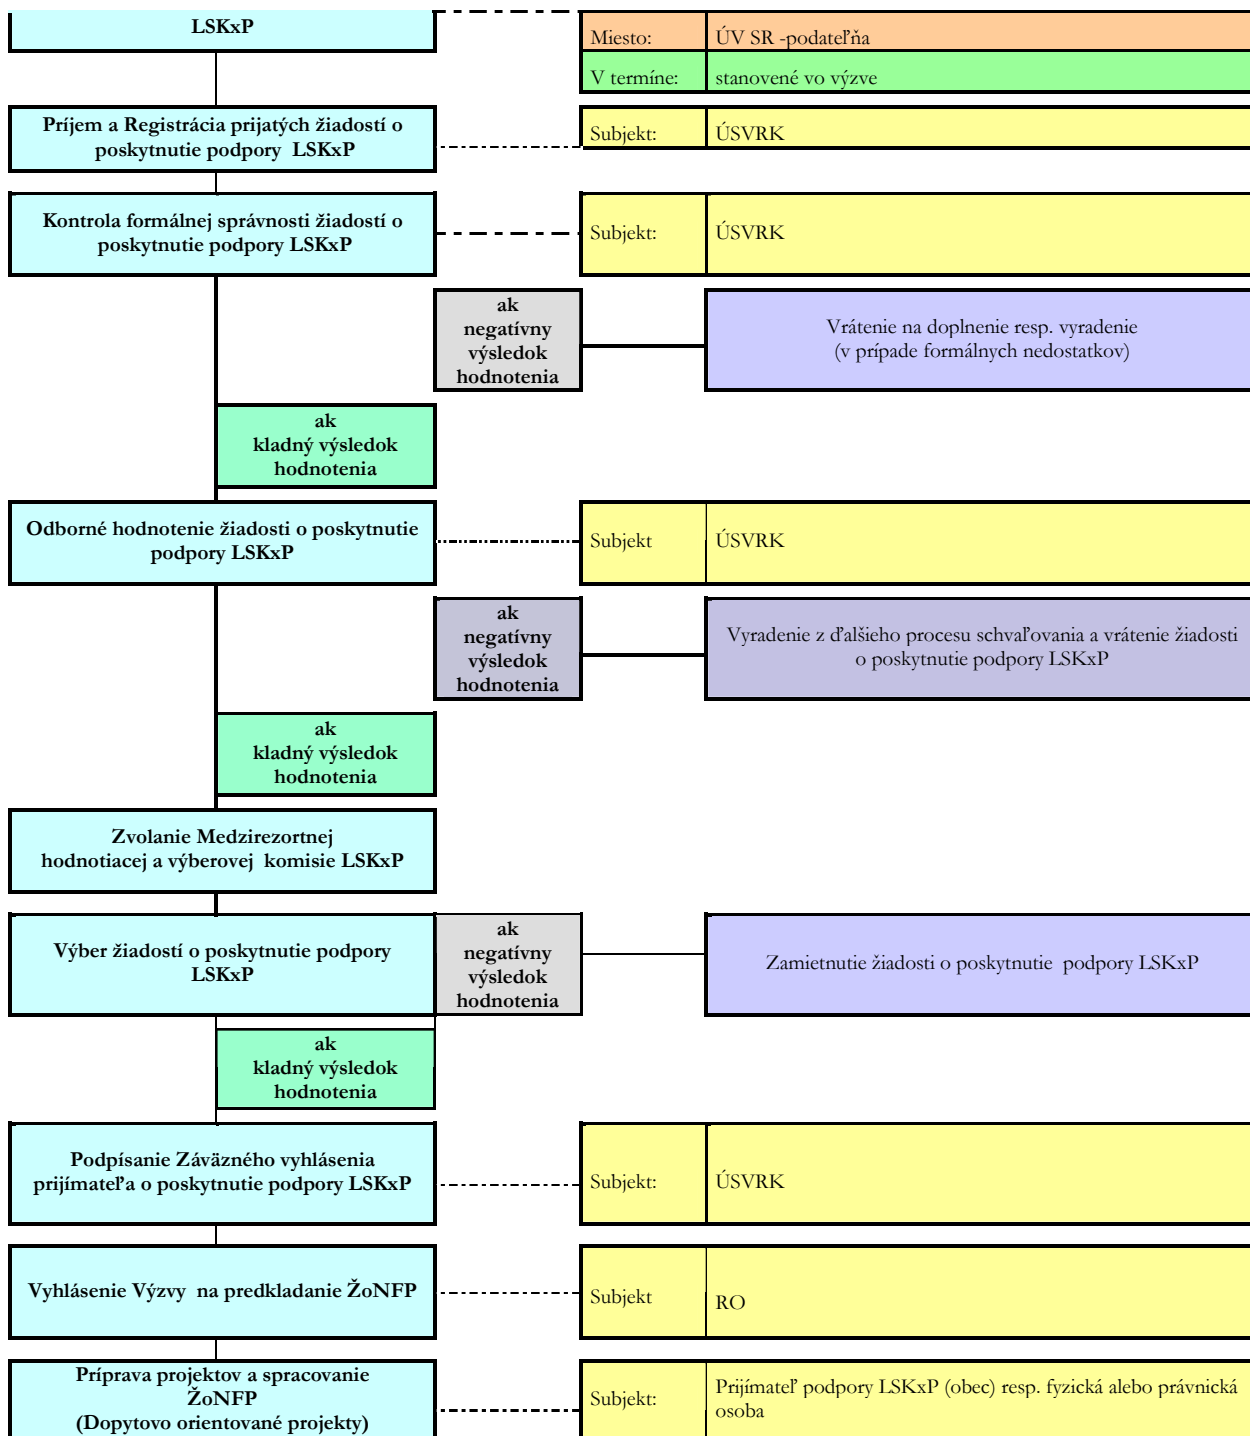 LSKxP
Miesto: ÚV SR -podateľňa
V termíne: stanovené vo výzve
Príjem a Registrácia prijatých žiadostí o
poskytnutie podpory LSKxP
Subjekt: ÚSVRK
Kontrola formálnej správnosti žiadostí o
poskytnutie podpory LSKxP
Subjekt: ÚSVRK
ak
negatívny
výsledok
hodnotenia
Vrátenie na doplnenie resp. vyradenie
(v prípade formálnych nedostatkov)
ak
kladný výsledok
hodnotenia
Odborné hodnotenie žiadosti o poskytnutie
podpory LSKxP
Subjekt ÚSVRK
ak
negatívny
výsledok
hodnotenia
Vyradenie z ďalšieho procesu schvaľovania a vrátenie žiadosti
o poskytnutie podpory LSKxP
ak
kladný výsledok
hodnotenia
Zvolanie Medzirezortnej
hodnotiacej a výberovej komisie LSKxP
Výber žiadostí o poskytnutie podpory
LSKxP
ak
negatívny
výsledok
hodnotenia
Zamietnutie žiadosti o poskytnutie podpory LSKxP
ak
kladný výsledok
hodnotenia
Podpísanie Záväzného vyhlásenia
prijímateľa o poskytnutie podpory LSKxP
Subjekt: ÚSVRK
Vyhlásenie Výzvy na predkladanie ŽoNFP
Subjekt RO
Príprava projektov a spracovanie
ŽoNFP
(Dopytovo orientované projekty)
Subjekt: Prijímateľ podpory LSKxP (obec) resp. fyzická alebo právnická
osoba